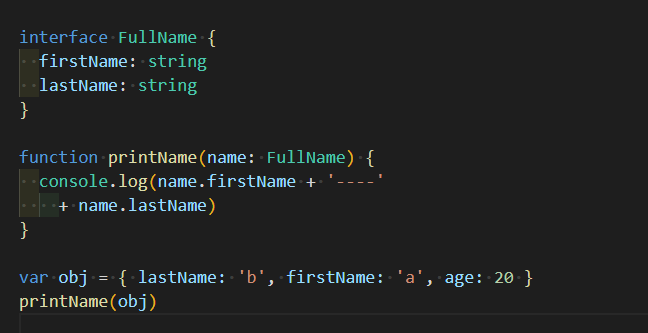 interface FullName {
  firstName: string
  lastName: string
}
function printName(name: FullName) {
  console.log(name.firstName + '----'
    + name.lastName)
}
var obj = { lastName: 'b', firstName: 'a', age: 20 }
printName(obj)